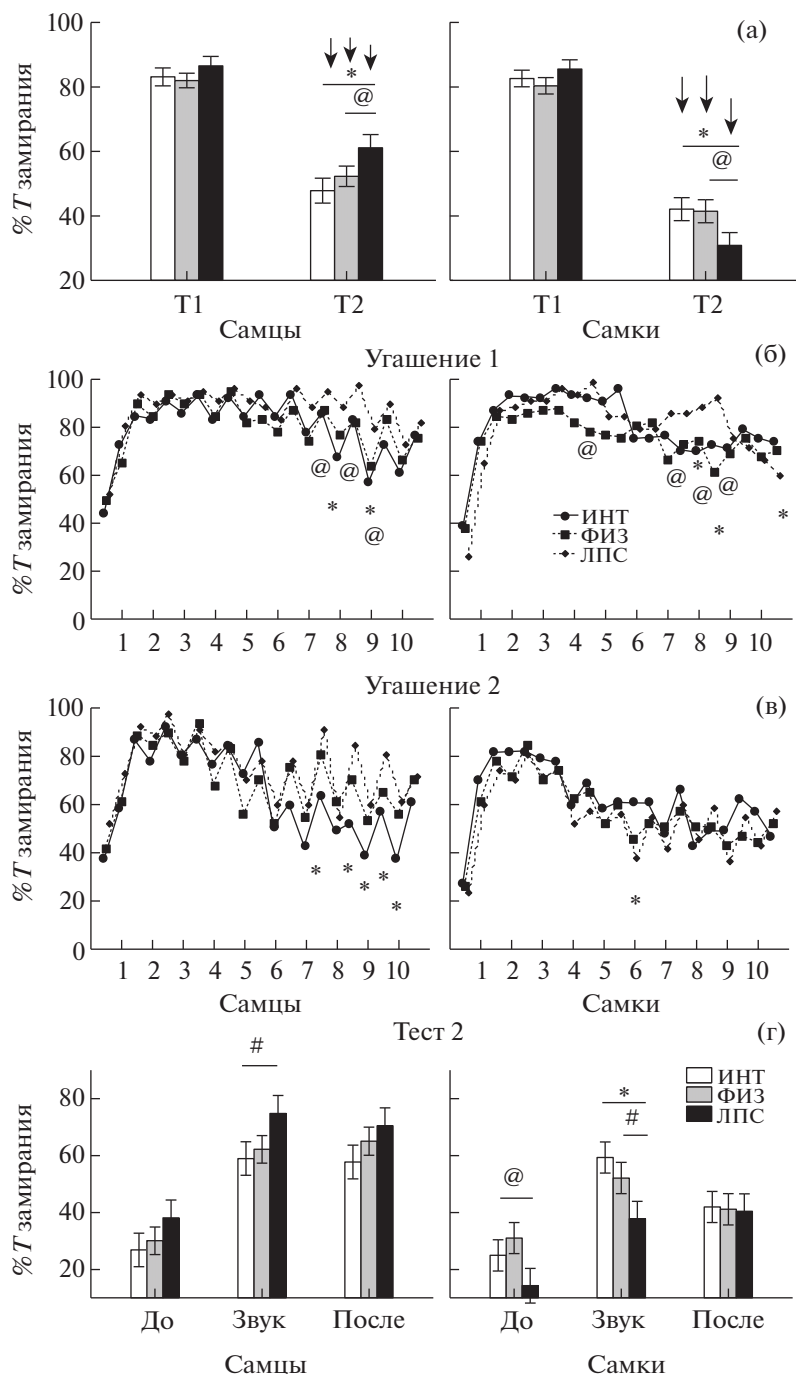 (а)
% T замирания
100
80
60
40
20
* @
* @
T1 T2 T1 T2
Самцы Самки
Угашение 1
(б)
% T замирания
100
80
60
40
20
0
@ @ * * @
@ @ * @ @ * *
ИНТ
ФИЗ
ЛПС
1 2 3 4 5 6 7 8 9 10 1 2 3 4 5 6 7 8 9 10
Угашение 2
(в)
% T замирания
100
80
60
40
20
0
* * * * *
*
1 2 3 4 5 6 7 8 9 10 1 2 3 4 5 6 7 8 9 10
Самцы Самки
Тест 2
(г)
% T замирания
80
60
40
20
#
@ * #
ИНТ
ФИЗ
ЛПС
До Звук После До Звук После
Самцы Самки